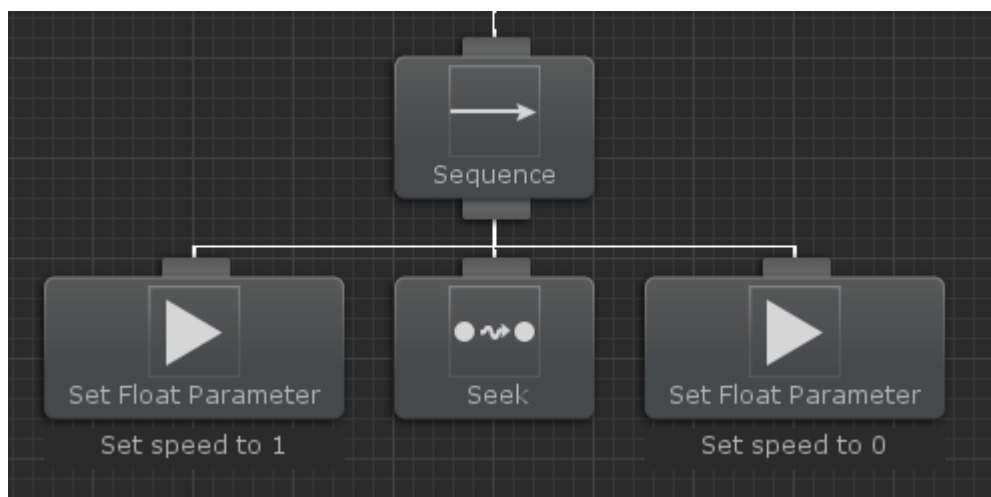 Sequence
Set Float Parameter
Seek
Set Float Parameter
Set speed to 1
Set speed to 0